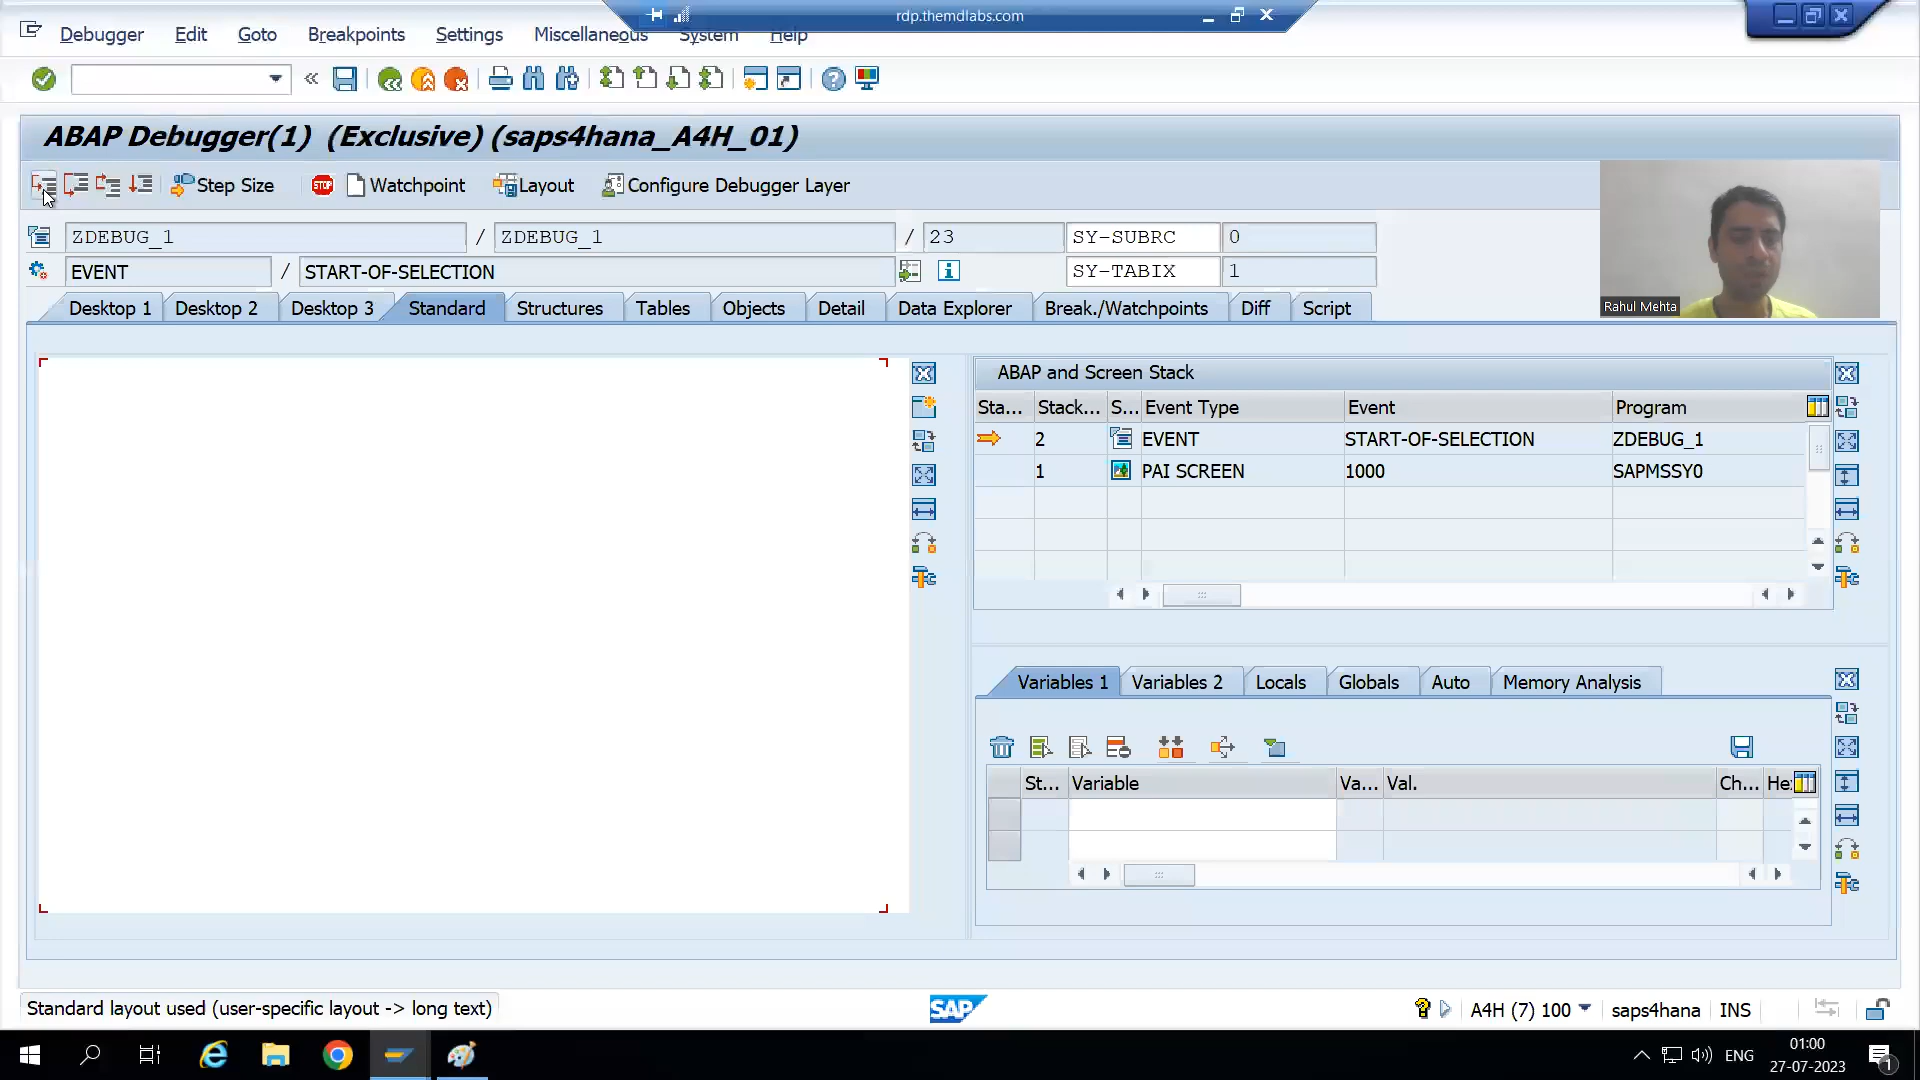 rdp.themdlabs.com
Debugger Edit Goto Breakpoints Settings Miscellaneous System Help
ABAP Debugger(1) (Exclusive) (saps4hana_A4H_01)
Step Size STOP Watchpoint Layout Configure Debugger Layer
ZDEBUG_1 / ZDEBUG_1 / 23 SY-SUBRC 0
EVENT / START-OF-SELECTION SY-TABIX 1
Rahul Mehta
Desktop 1 Desktop 2 Desktop 3 Standard Structures Tables Objects Detail Data Explorer Break./Watchpoints Diff Script
ABAP and Screen Stack
Sta... Stack... S... Event Type Event Program
2 EVENT START-OF-SELECTION ZDEBUG_1
1 PAI SCREEN 1000 SAPMSSY0
Variables 1 Variables 2 Locals Globals Auto Memory Analysis
St... Variable Va... Val. Ch... He
Standard layout used (user-specific layout -> long text)
SAP
A4H (7) 100 saps4hana INS
ENG
01:00
27-07-2023
1